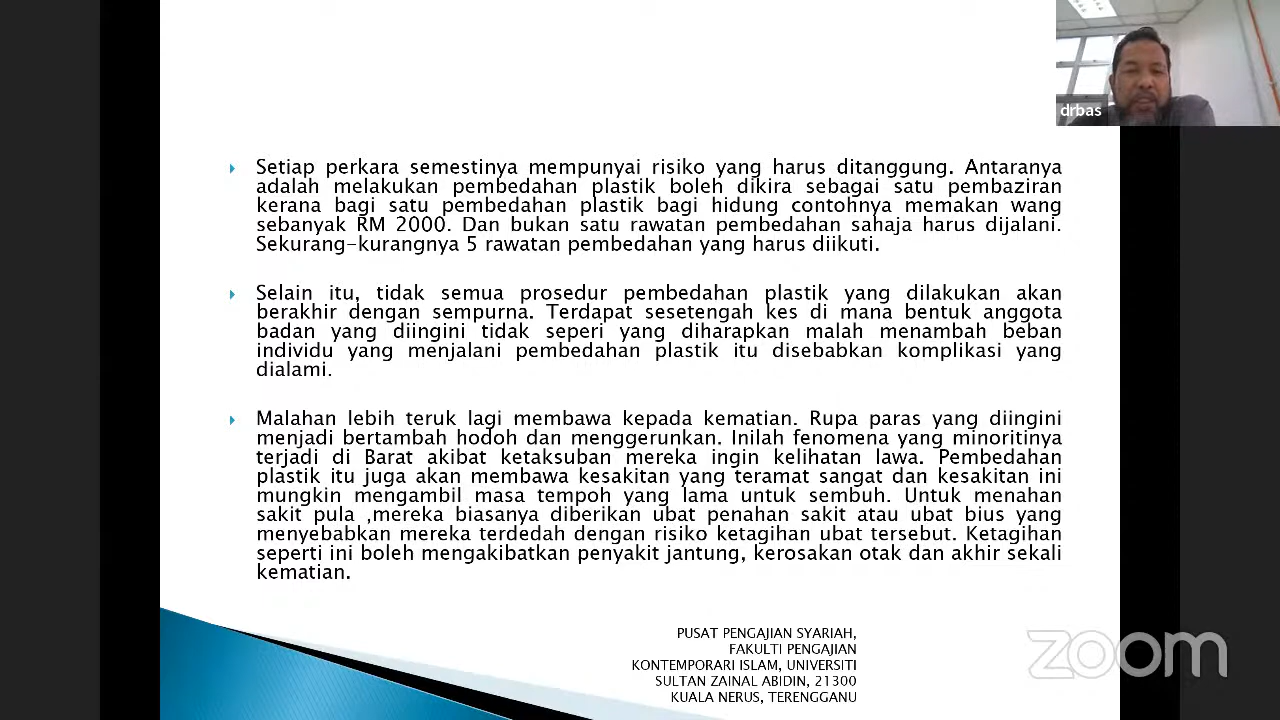 drbas
Setiap perkara semestinya mempunyai risiko yang harus ditanggung. Antaranya
adalah melakukan pembedahan plastik boleh dikira sebagai satu pembaziran
kerana bagi satu pembedahan plastik bagi hidung contohnya memakan wang
sebanyak RM 2000. Dan bukan satu rawatan pembedahan sahaja harus dijalani.
Sekurang-kurangnya 5 rawatan pembedahan yang harus diikuti.
Selain itu, tidak semua prosedur pembedahan plastik yang dilakukan akan
berakhir dengan sempurna. Terdapat sesetengah kes di mana bentuk anggota
badan yang diingini tidak seperi yang diharapkan malah menambah beban
individu yang menjalani pembedahan plastik itu disebabkan komplikasi yang
dialami.
Malahan lebih teruk lagi membawa kepada kematian. Rupa paras yang diingini
menjadi bertambah hodoh dan menggerunkan. Inilah fenomena yang minoritinya
terjadi di Barat akibat ketaksuban mereka ingin kelihatan lawa. Pembedahan
plastik itu juga akan membawa kesakitan yang teramat sangat dan kesakitan ini
mungkin mengambil masa tempoh yang lama untuk sembuh. Untuk menahan
sakit pula ,mereka biasanya diberikan ubat penahan sakit atau ubat bius yang
menyebabkan mereka terdedah dengan risiko ketagihan ubat tersebut. Ketagihan
seperti ini boleh mengakibatkan penyakit jantung, kerosakan otak dan akhir sekali
kematian.
PUSAT PENGAJIAN SYARIAH,
FAKULTI PENGAJIAN
KONTEMPORARI ISLAM, UNIVERSITI
SULTAN ZAINAL ABIDIN, 21300
KUALA NERUS, TERENGGANU
zoom